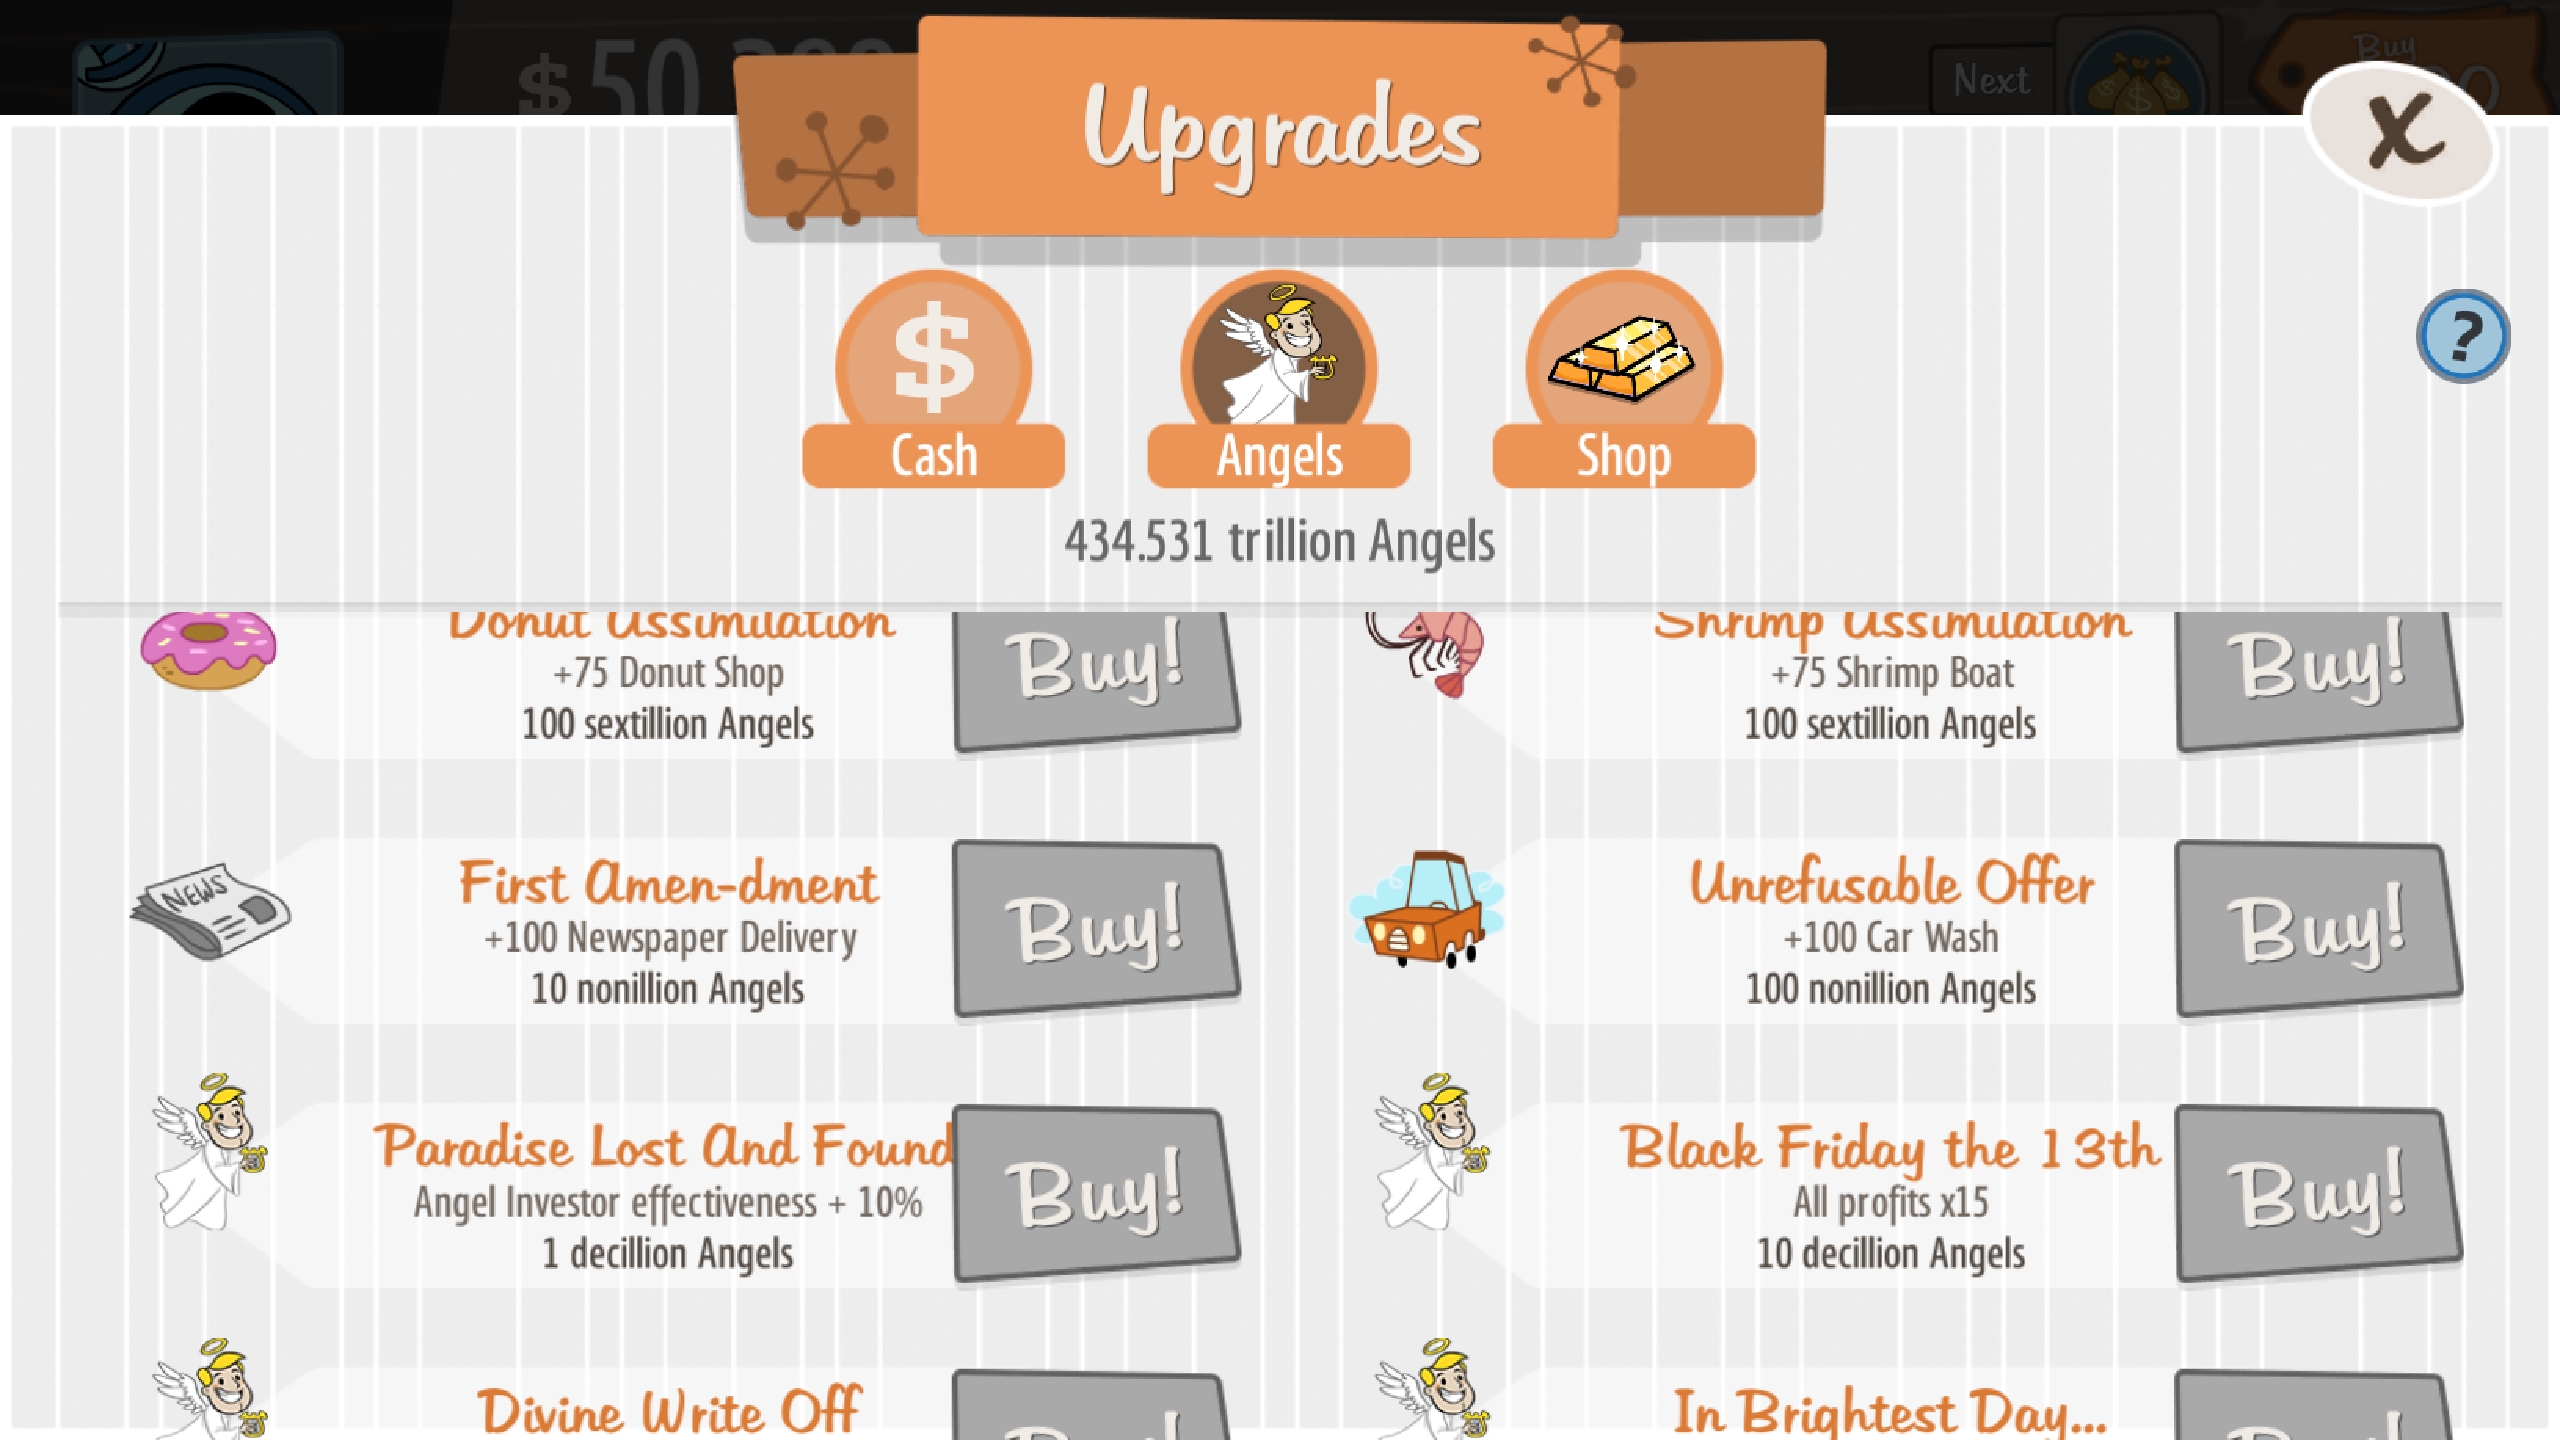 $50
Next
Buy
Upgrades
X
$
?
Cash
Angels
Shop
434.531 trillion Angels
Donut Assimilation
+75 Donut Shop
100 sextillion Angels
Buy!
Shrimp Assimilation
+75 Shrimp Boat
100 sextillion Angels
Buy!
NEWS
First Amen-dment
+100 Newspaper Delivery
10 nonillion Angels
Buy!
Unrefusable Offer
+100 Car Wash
100 nonillion Angels
Buy!
Paradise Lost And Found
Angel Investor effectiveness + 10%
1 decillion Angels
Buy!
Black Friday the 13th
All profits x15
10 decillion Angels
Buy!
Divine Write Off
In Brightest Day...